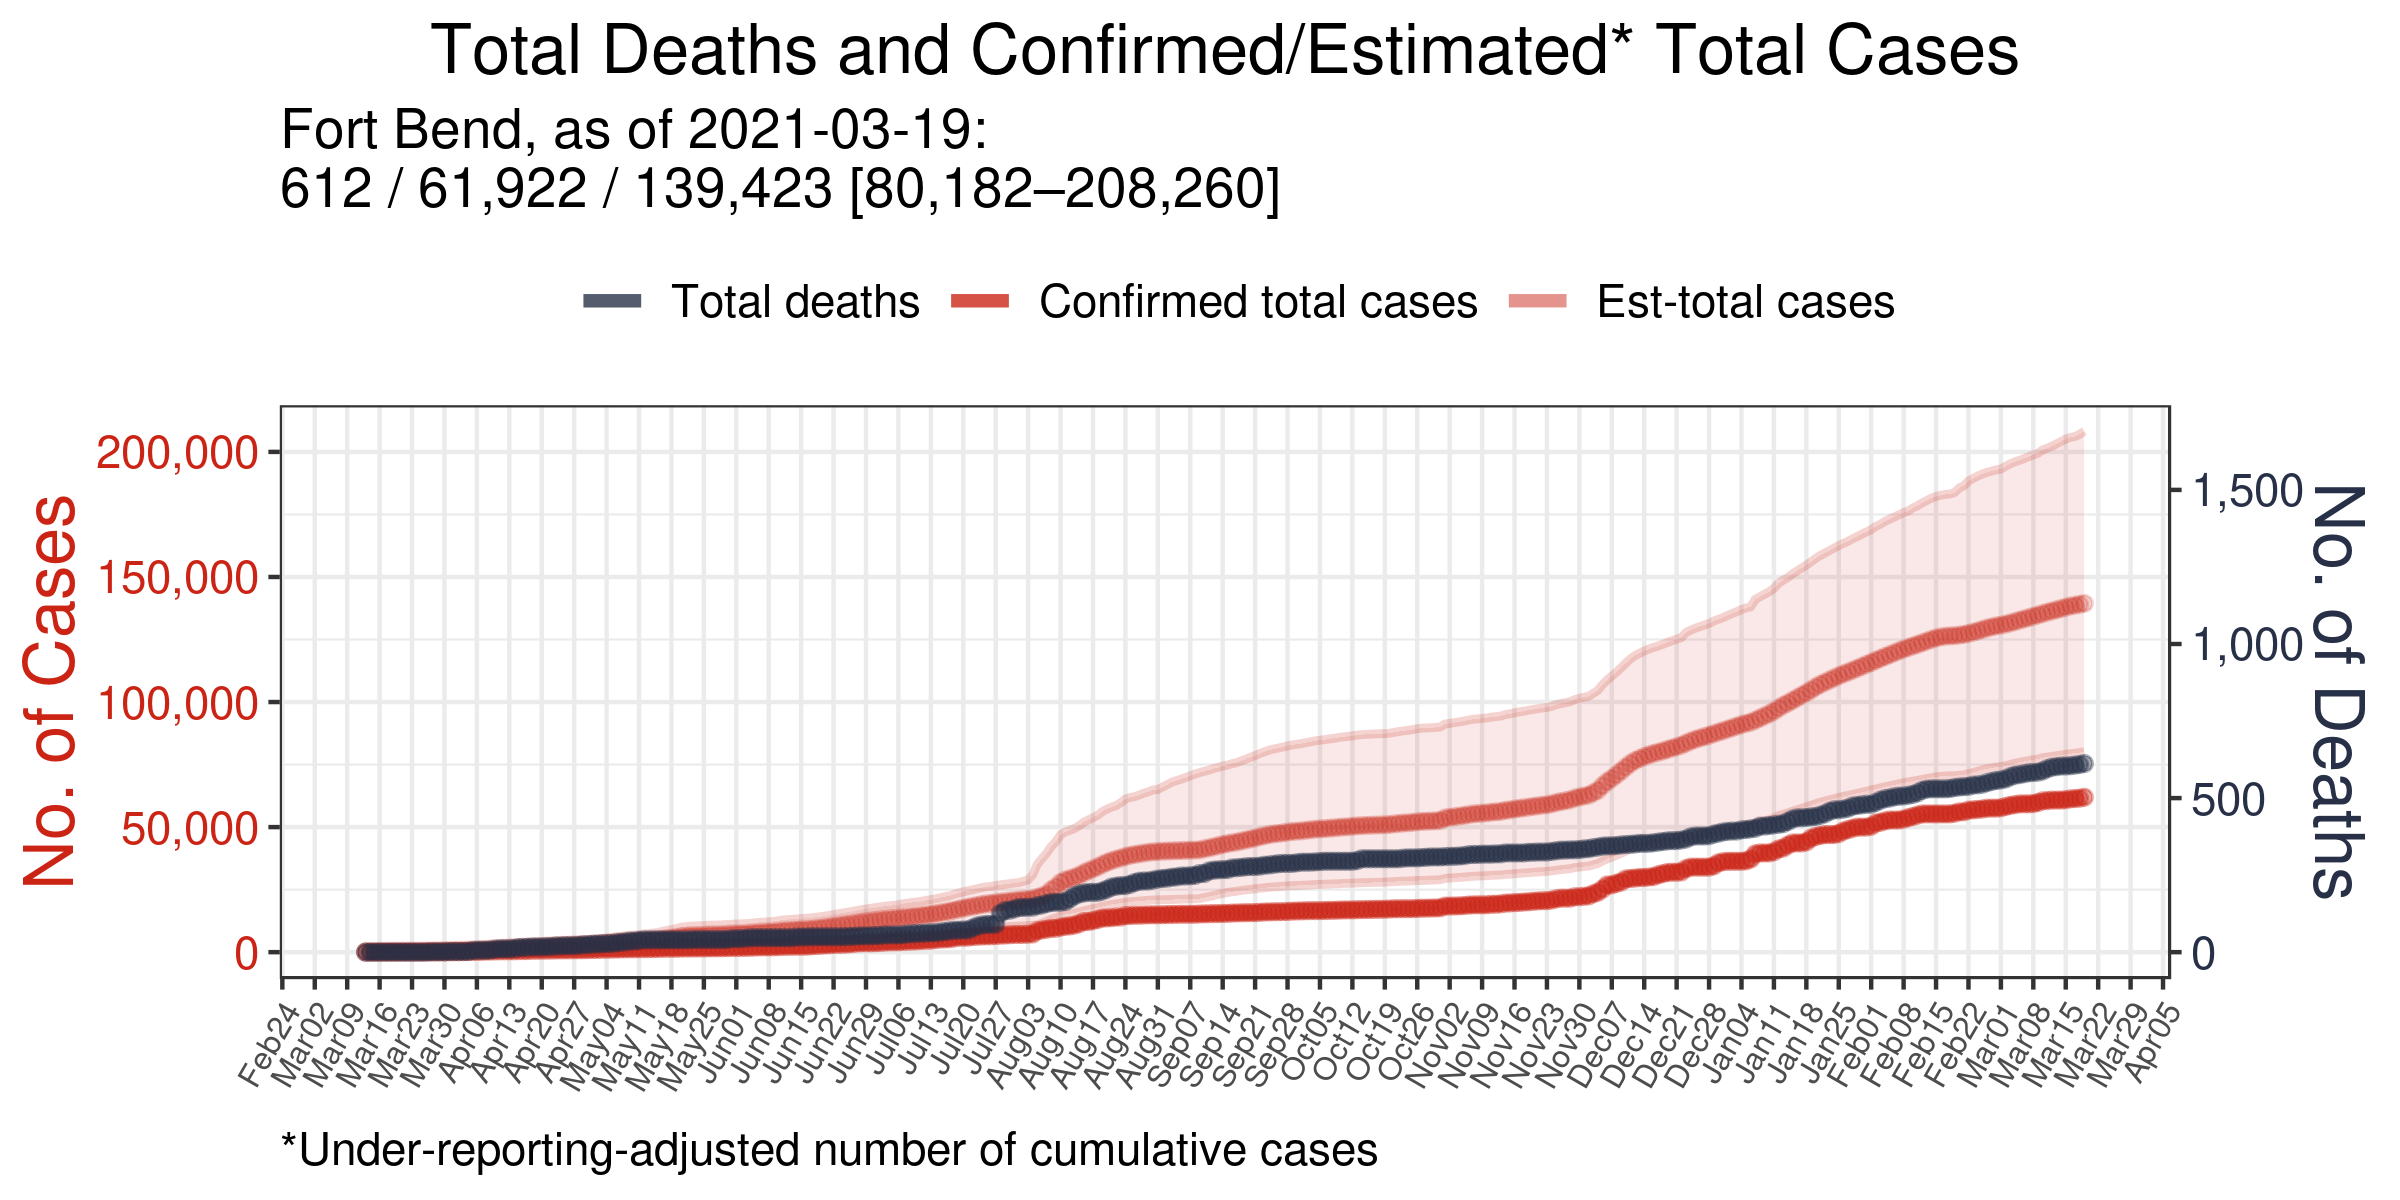 Total Deaths and Confirmed/Estimated* Total Cases
Fort Bend, as of 2021-03-19:
612 / 61,922 / 139,423 [80,182–208,260]
Total deaths
Confirmed total cases
Est-total cases
No. of Cases
200,000
150,000
100,000
50,000
0
1,500
1,000
500
0
No. of Deaths
Feb24
Mar02
Mar09
Mar16
Mar23
Mar30
Apr06
Apr13
Apr20
Apr27
May04
May11
May18
May25
Jun01
Jun08
Jun15
Jun22
Jun29
Jul06
Jul13
Jul20
Jul27
Aug03
Aug10
Aug17
Aug24
Aug31
Sep07
Sep14
Sep21
Sep28
Oct05
Oct12
Oct19
Oct26
Nov02
Nov09
Nov16
Nov23
Nov30
Dec07
Dec14
Dec21
Dec28
Jan04
Jan11
Jan18
Jan25
Feb01
Feb08
Feb15
Feb22
Mar01
Mar08
Mar15
Mar22
Mar29
Apr05
*Under-reporting-adjusted number of cumulative cases